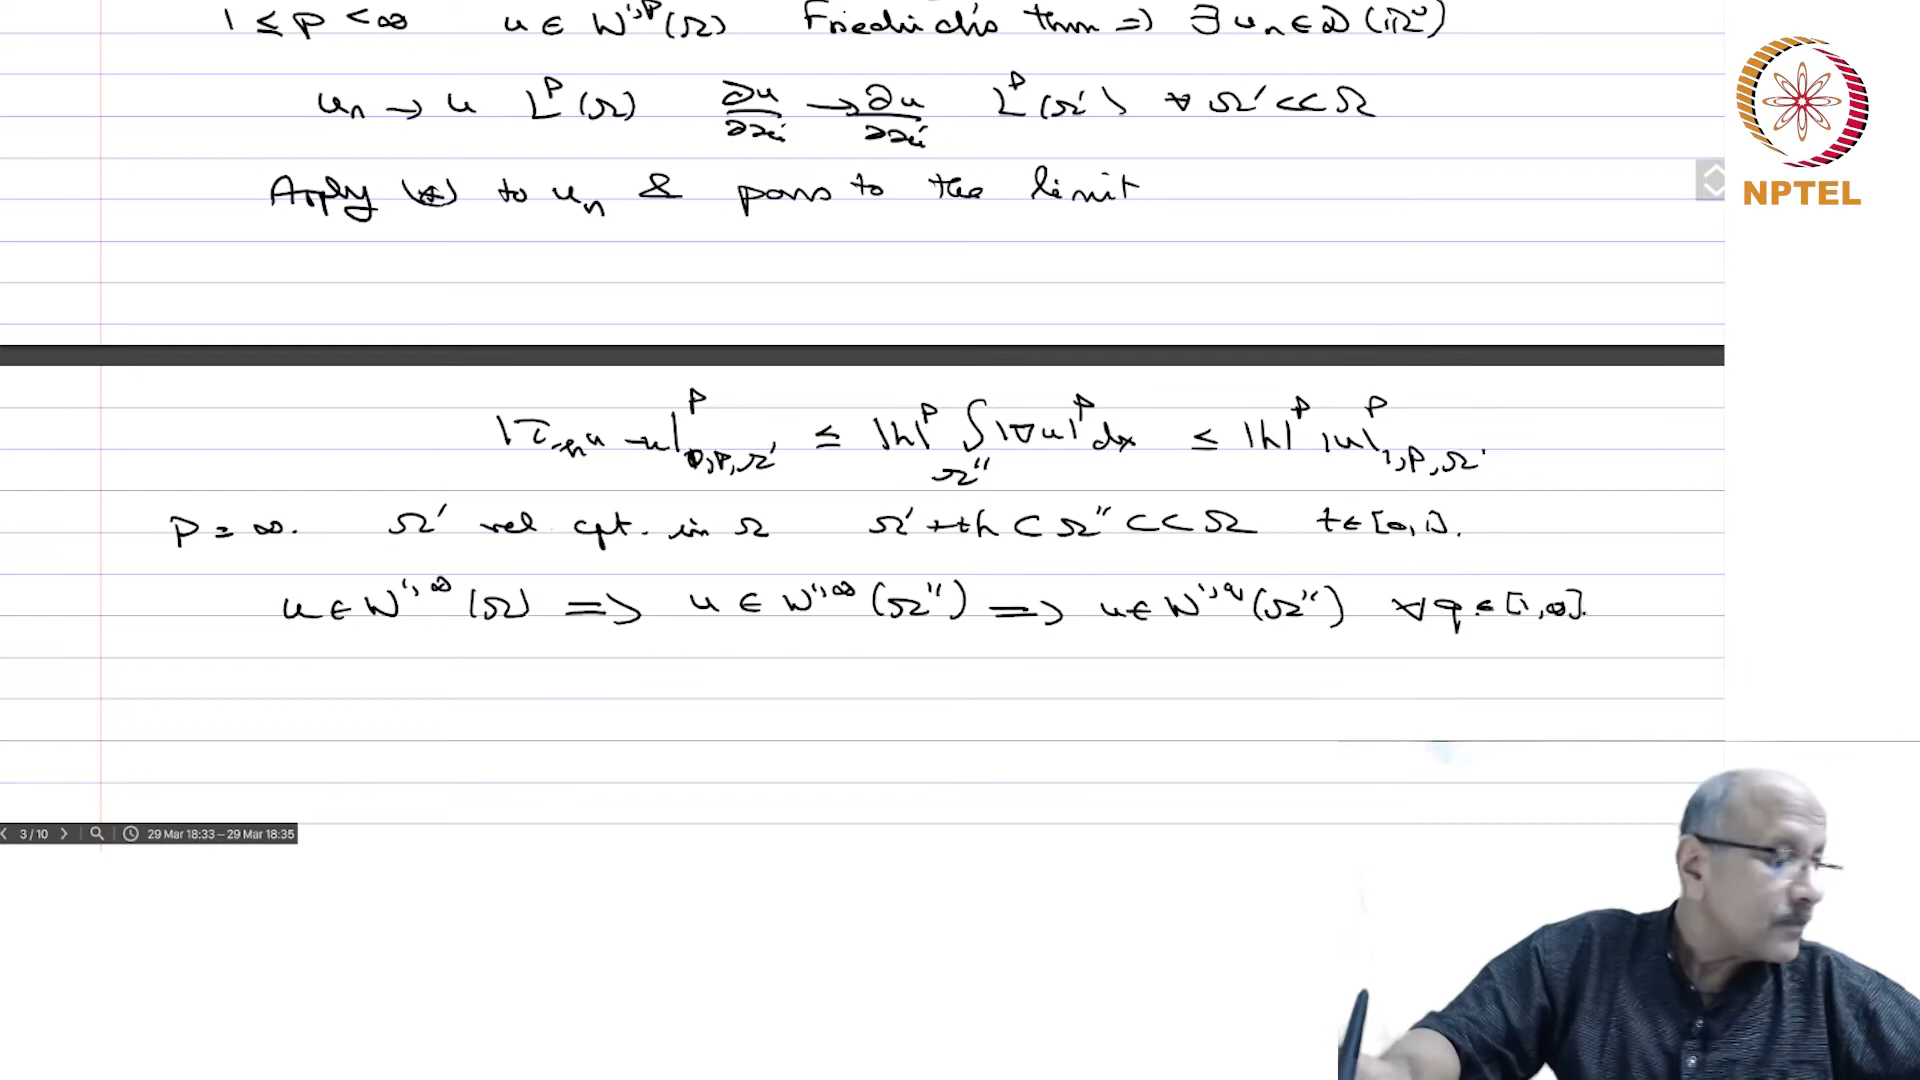 1 ≤ p < ∞ u ∈ W^{1,p}(Ω) Friedrich's thm ⇒ ∃ u_n ∈ D(ℝ^N)
u_n → u L^p(Ω) ∂u/∂x_i → ∂u/∂x_i L^p(Ω') ∀ Ω' ⊂⊂ Ω
Apply (*) to u_n & pass to the limit
NPTEL
|τ_{-h}u - u|^p_{0,p,Ω'} ≤ |h|^p ∫_{Ω''} |∇u|^p dx ≤ |h|^p |u|^p_{1,p,Ω}.
p = ∞. Ω' rel. cpt. in Ω Ω' + th ⊂ Ω'' ⊂⊂ Ω t ∈ [0,1].
u ∈ W^{1,∞}(Ω) ⇒ u ∈ W^{1,∞}(Ω'') ⇒ u ∈ W^{1,q}(Ω'') ∀ q ∈ [1,∞].
3 / 10 29 Mar 18:33 – 29 Mar 18:35